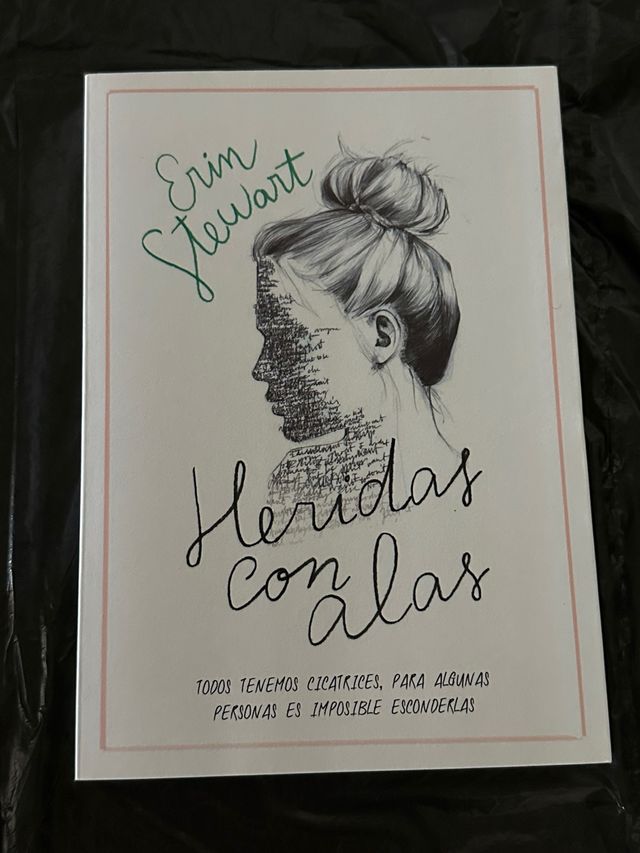 Erin
Stewart
Heridas
con
alas
TODOS TENEMOS CICATRICES, PARA ALGUNAS
PERSONAS ES IMPOSIBLE ESCONDERLAS